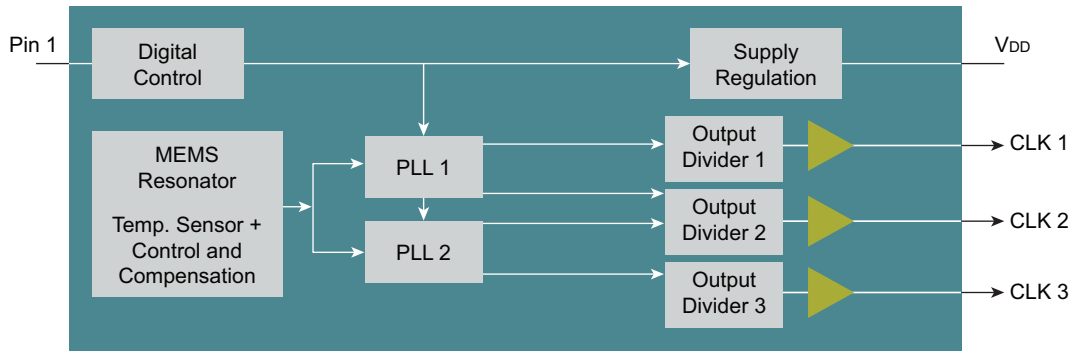 Pin 1
Digital
Control
Supply
Regulation
VDD
MEMS
Resonator
Temp. Sensor +
Control and
Compensation
PLL 1
PLL 2
Output
Divider 1
CLK 1
Output
Divider 2
CLK 2
Output
Divider 3
CLK 3